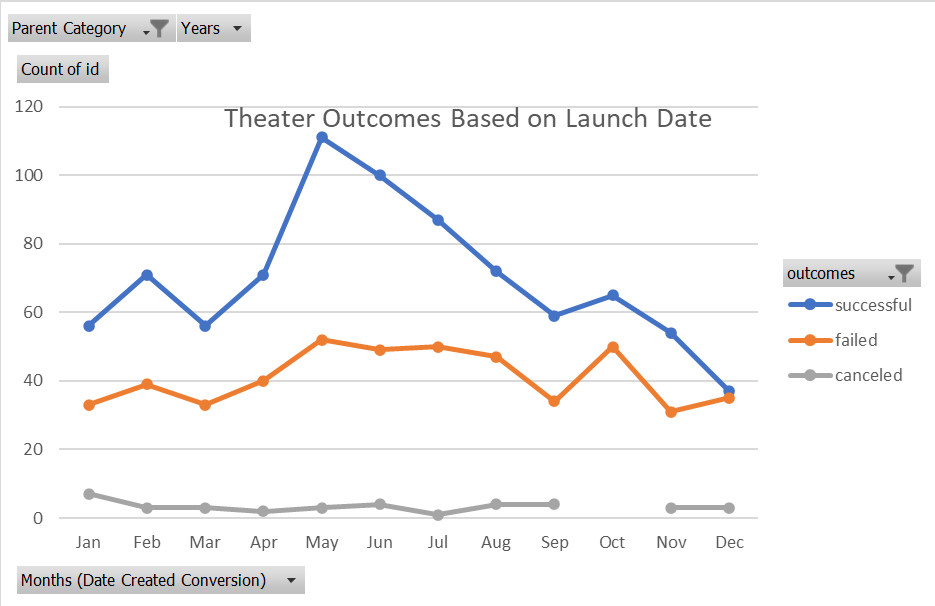 Parent Category Years
Count of id
Theater Outcomes Based on Launch Date
120
100
80
60
40
20
0
Jan Feb Mar Apr May Jun Jul Aug Sep Oct Nov Dec
outcomes
successful
failed
canceled
Months (Date Created Conversion)